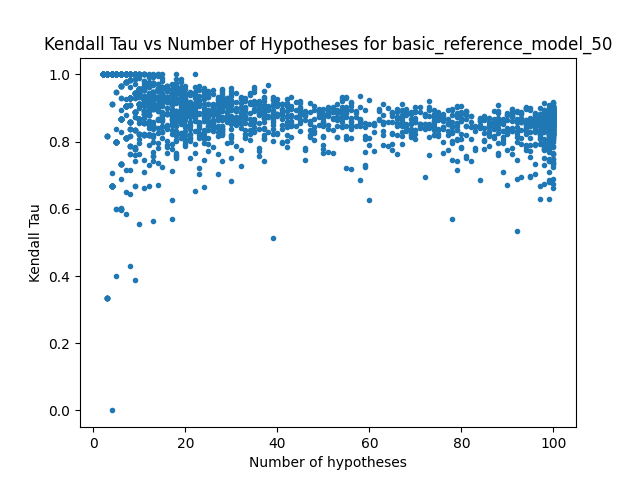 Kendall Tau vs Number of Hypotheses for basic_reference_model_50
1.0
0.8
0.6
0.4
0.2
0.0
Kendall Tau
0 20 40 60 80 100
Number of hypotheses